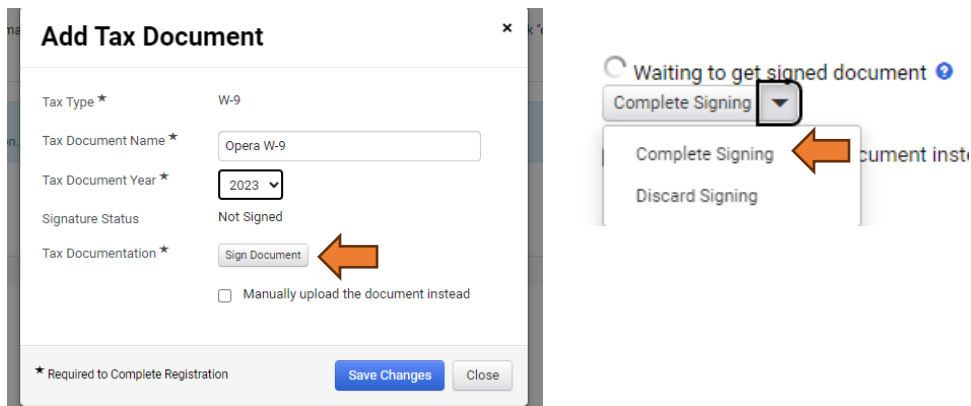 Add Tax Document
×
Tax Type ★ W-9
Tax Document Name ★ Opera W-9
Tax Document Year ★ 2023
Signature Status Not Signed
Tax Documentation ★ Sign Document
Manually upload the document instead
★ Required to Complete Registration Save Changes Close
Waiting to get signed document ?
Complete Signing
Complete Signing
Discard Signing